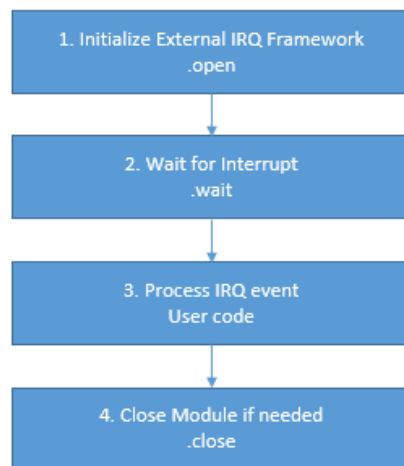 1. Initialize External IRQ Framework
.open
2. Wait for Interrupt
.wait
3. Process IRQ event
User code
4. Close Module if needed
.close